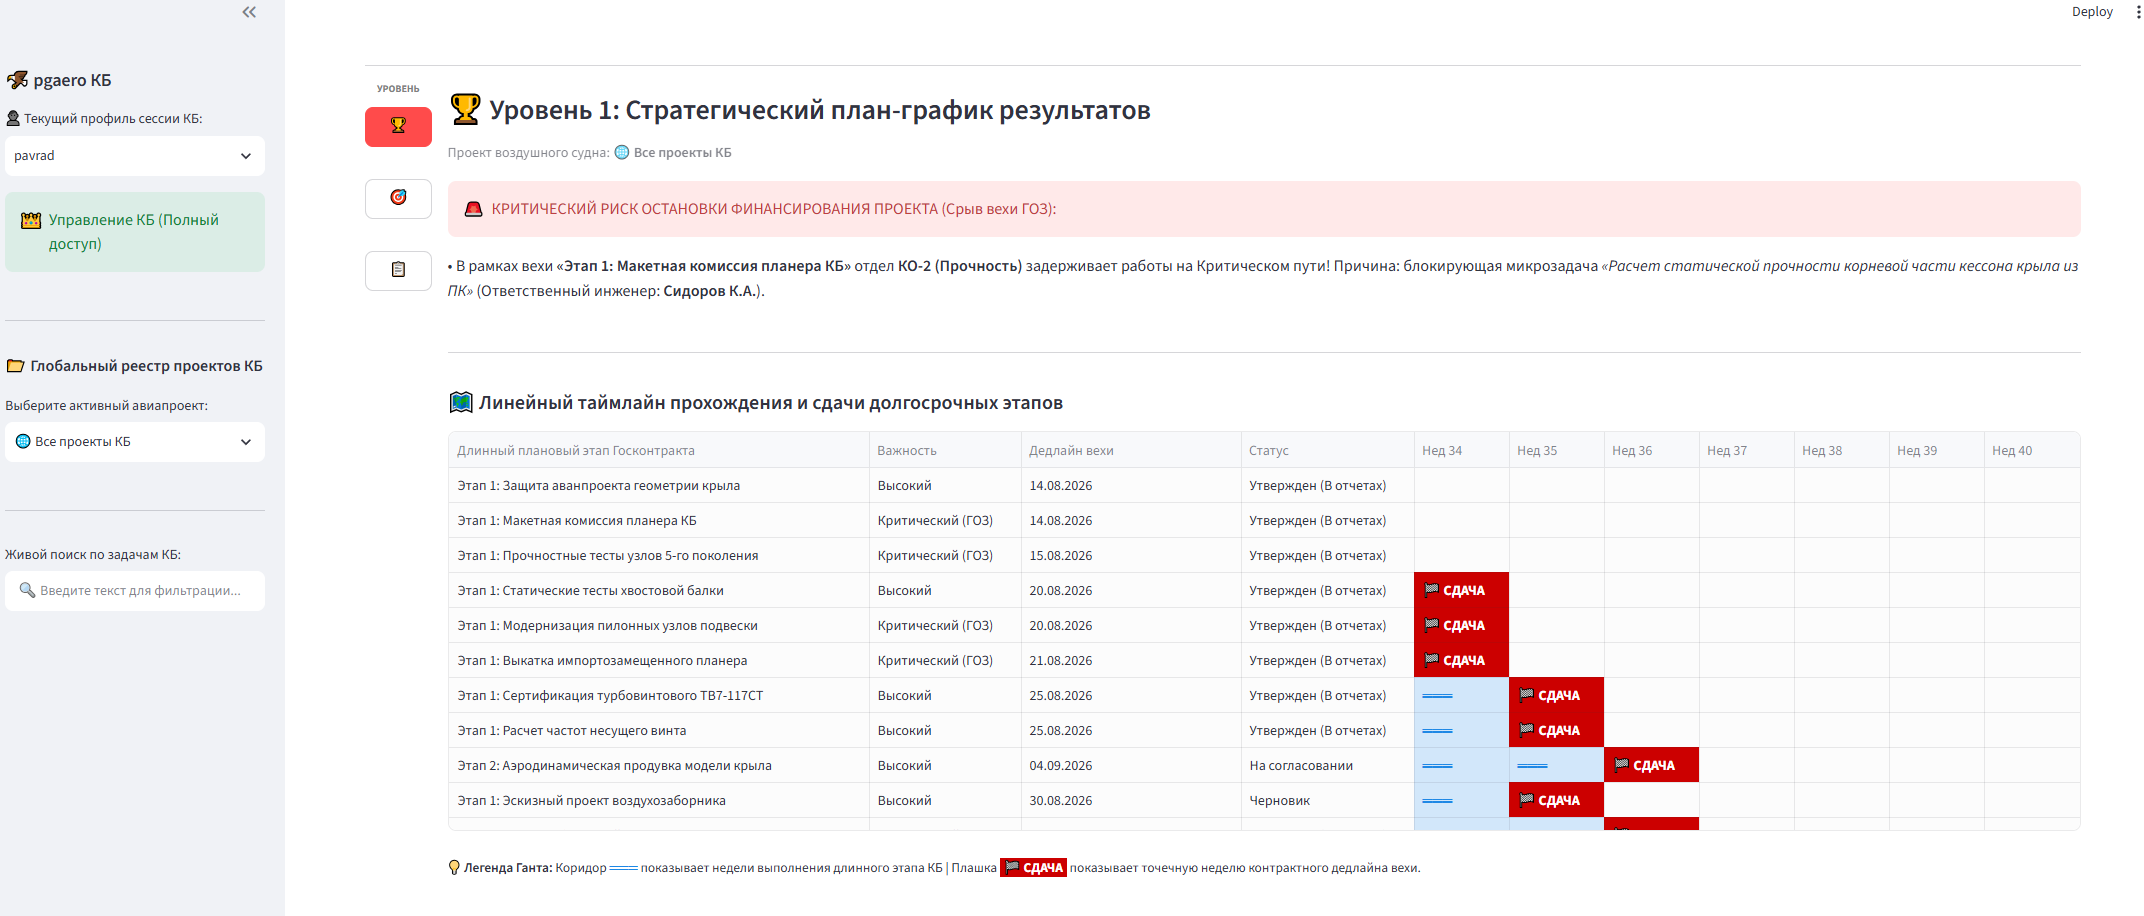 Deploy
pgaero КБ
Текущий профиль сессии КБ:
pavrad
Управление КБ (Полный
доступ)
Глобальный реестр проектов КБ
Выберите активный авиапроект:
Все проекты КБ
Живой поиск по задачам КБ:
Введите текст для фильтрации...
УРОВЕНЬ
Уровень 1: Стратегический план-график результатов
Проект воздушного судна: Все проекты КБ
КРИТИЧЕСКИЙ РИСК ОСТАНОВКИ ФИНАНСИРОВАНИЯ ПРОЕКТА (Срыв вехи ГОЗ):
• В рамках вехи «Этап 1: Макетная комиссия планера КБ» отдел КО-2 (Прочность) задерживает работы на Критическом пути! Причина: блокирующая микрозадача «Расчет статической прочности корневой части кессона крыла из
ПК» (Ответственный инженер: Сидоров К.А.).
Линейный таймлайн прохождения и сдачи долгосрочных этапов
Длинный плановый этап Госконтракта Важность Дедлайн вехи Статус Нед 34 Нед 35 Нед 36 Нед 37 Нед 38 Нед 39 Нед 40
Этап 1: Защита аванпроекта геометрии крыла Высокий 14.08.2026 Утвержден (В отчетах)
Этап 1: Макетная комиссия планера КБ Критический (ГОЗ) 14.08.2026 Утвержден (В отчетах)
Этап 1: Прочностные тесты узлов 5-го поколения Критический (ГОЗ) 15.08.2026 Утвержден (В отчетах)
Этап 1: Статические тесты хвостовой балки Высокий 20.08.2026 Утвержден (В отчетах) СДАЧА
Этап 1: Модернизация пилонных узлов подвески Критический (ГОЗ) 20.08.2026 Утвержден (В отчетах) СДАЧА
Этап 1: Выкатка импортозамещенного планера Критический (ГОЗ) 21.08.2026 Утвержден (В отчетах) СДАЧА
Этап 1: Сертификация турбовинтового ТВ7-117СТ Высокий 25.08.2026 Утвержден (В отчетах) СДАЧА
Этап 1: Расчет частот несущего винта Высокий 25.08.2026 Утвержден (В отчетах) СДАЧА
Этап 2: Аэродинамическая продувка модели крыла Высокий 04.09.2026 На согласовании СДАЧА
Этап 1: Эскизный проект воздухозаборника Высокий 30.08.2026 Черновик СДАЧА
Легенда Ганта: Коридор ═══ показывает недели выполнения длинного этапа КБ | Плашка СДАЧА показывает точечную неделю контрактного дедлайна вехи.